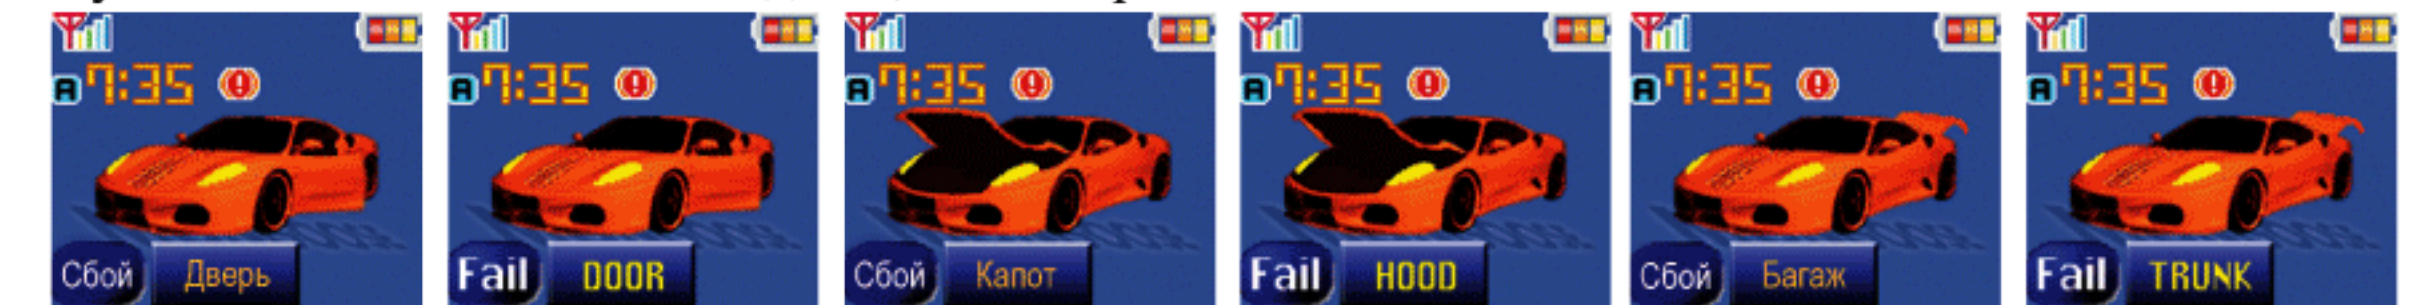 A 7:35
Сбой Дверь
A 7:35
Fail DOOR
A 7:35
Сбой Капот
A 7:35
Fail HOOD
A 7:35
Сбой Багаж
A 7:35
Fail TRUNK